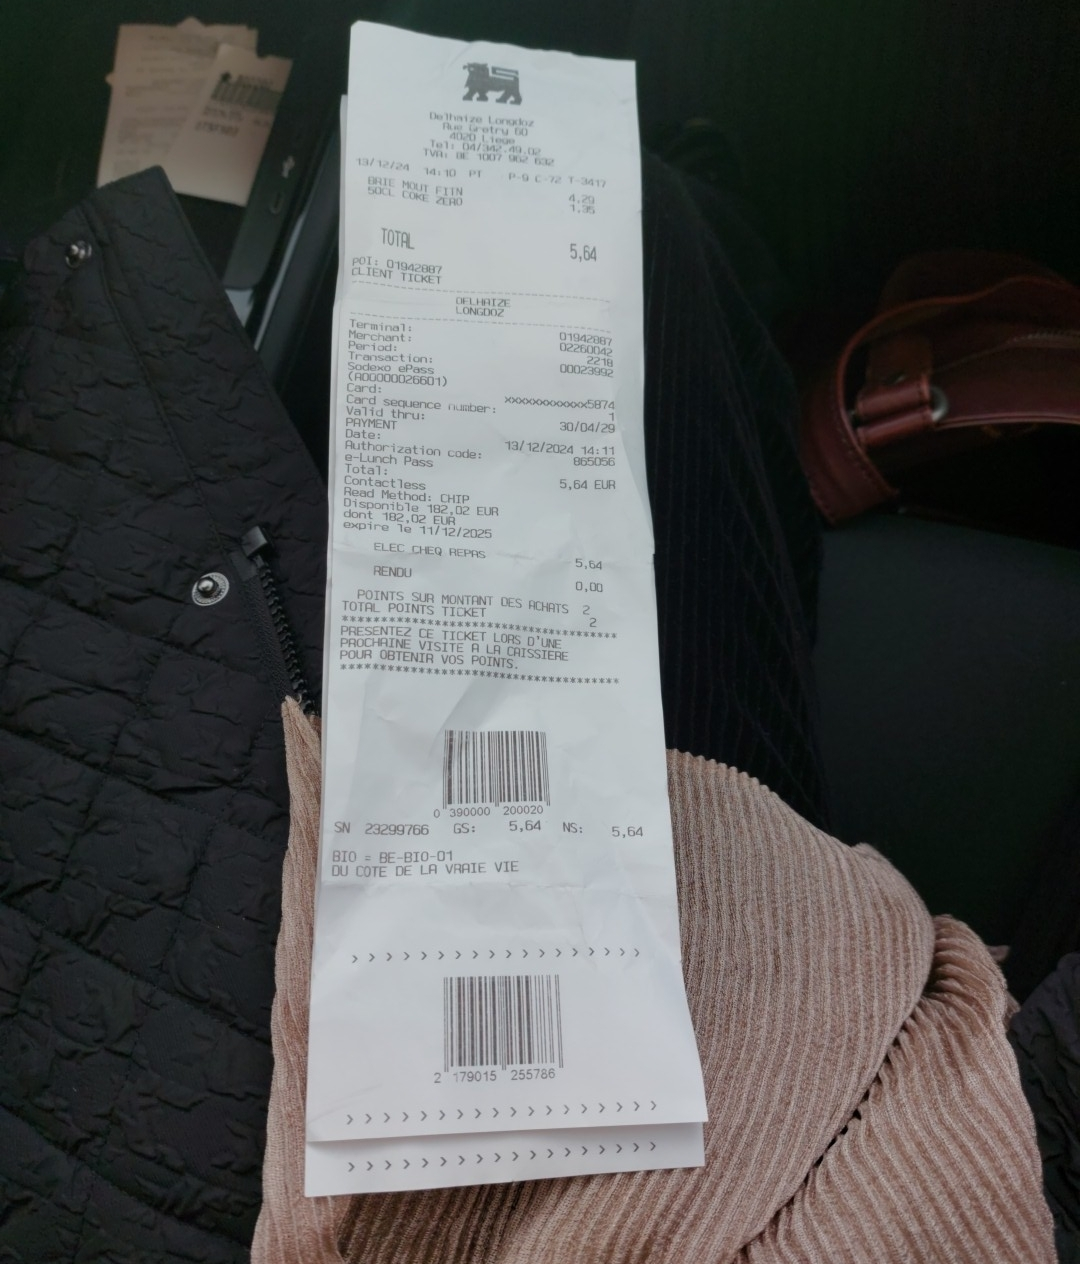 Delhaize Longdoz
Rue Gretry 60
4020 Liege
Tel: 04/342.49.02
TVA: BE 1007 962 632
13/12/24 14:10 PT P-9 C-72 T-3417
BRIE MOUT FITN 4,29
50CL COKE ZERO 1,35
TOTAL 5,64
POI: 01942887
CLIENT TICKET
DELHAIZE
LONGDOZ
Terminal: 01942887
Merchant: 02260042
Period: 2218
Transaction: 00023992
Sodexo ePass
(A00000026601)
Card: xxxxxxxxxxxx5874
Card sequence number: 1
Valid thru: 30/04/29
PAYMENT
Date: 13/12/2024 14:11
Authorization code: 865056
e-Lunch Pass
Total: 5,64 EUR
Contactless
Read Method: CHIP
Disponible 182,02 EUR
dont 182,02 EUR
expire le 11/12/2025
ELEC CHEQ REPAS 5,64
RENDU 0,00
POINTS SUR MONTANT DES ACHATS 2
TOTAL POINTS TICKET 2
****************************************
PRESENTEZ CE TICKET LORS D'UNE
PROCHAINE VISITE A LA CAISSIERE
POUR OBTENIR VOS POINTS.
****************************************
0 390000 200020
SN 23299766 GS: 5,64 NS: 5,64
BIO = BE-BIO-01
DU COTE DE LA VRAIE VIE
> > > > > > > > > > > > > > > > >
2 179015 255786
> > > > > > > > > > > > > > > > > >
> > > > > > > > > > > > > > > > > >